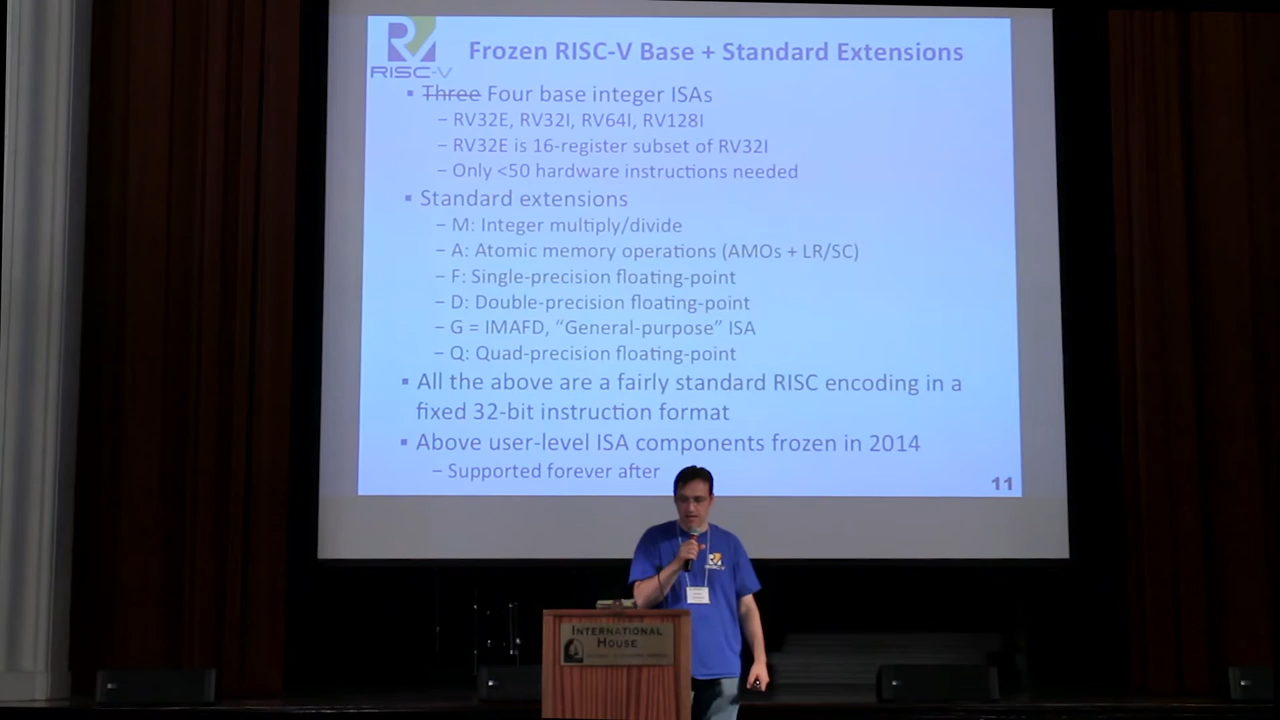 RISC-V
Frozen RISC-V Base + Standard Extensions
▪ Three Four base integer ISAs
– RV32E, RV32I, RV64I, RV128I
– RV32E is 16-register subset of RV32I
– Only <50 hardware instructions needed
▪ Standard extensions
– M: Integer multiply/divide
– A: Atomic memory operations (AMOs + LR/SC)
– F: Single-precision floating-point
– D: Double-precision floating-point
– G = IMAFD, “General-purpose” ISA
– Q: Quad-precision floating-point
▪ All the above are a fairly standard RISC encoding in a
fixed 32-bit instruction format
▪ Above user-level ISA components frozen in 2014
– Supported forever after
11
RISC-V
INTERNATIONAL
HOUSE